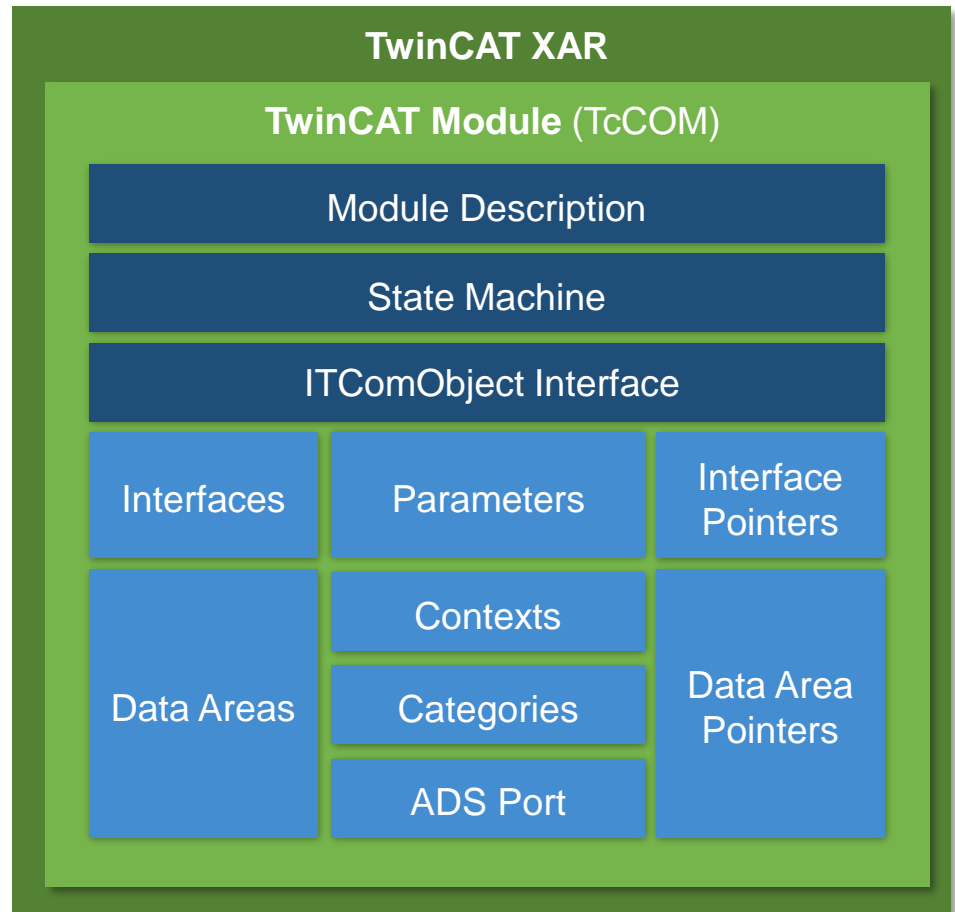 TwinCAT XAR
TwinCAT Module (TcCOM)
Module Description
State Machine
ITComObject Interface
Interfaces
Parameters
Interface
Pointers
Data Areas
Contexts
Categories
ADS Port
Data Area
Pointers